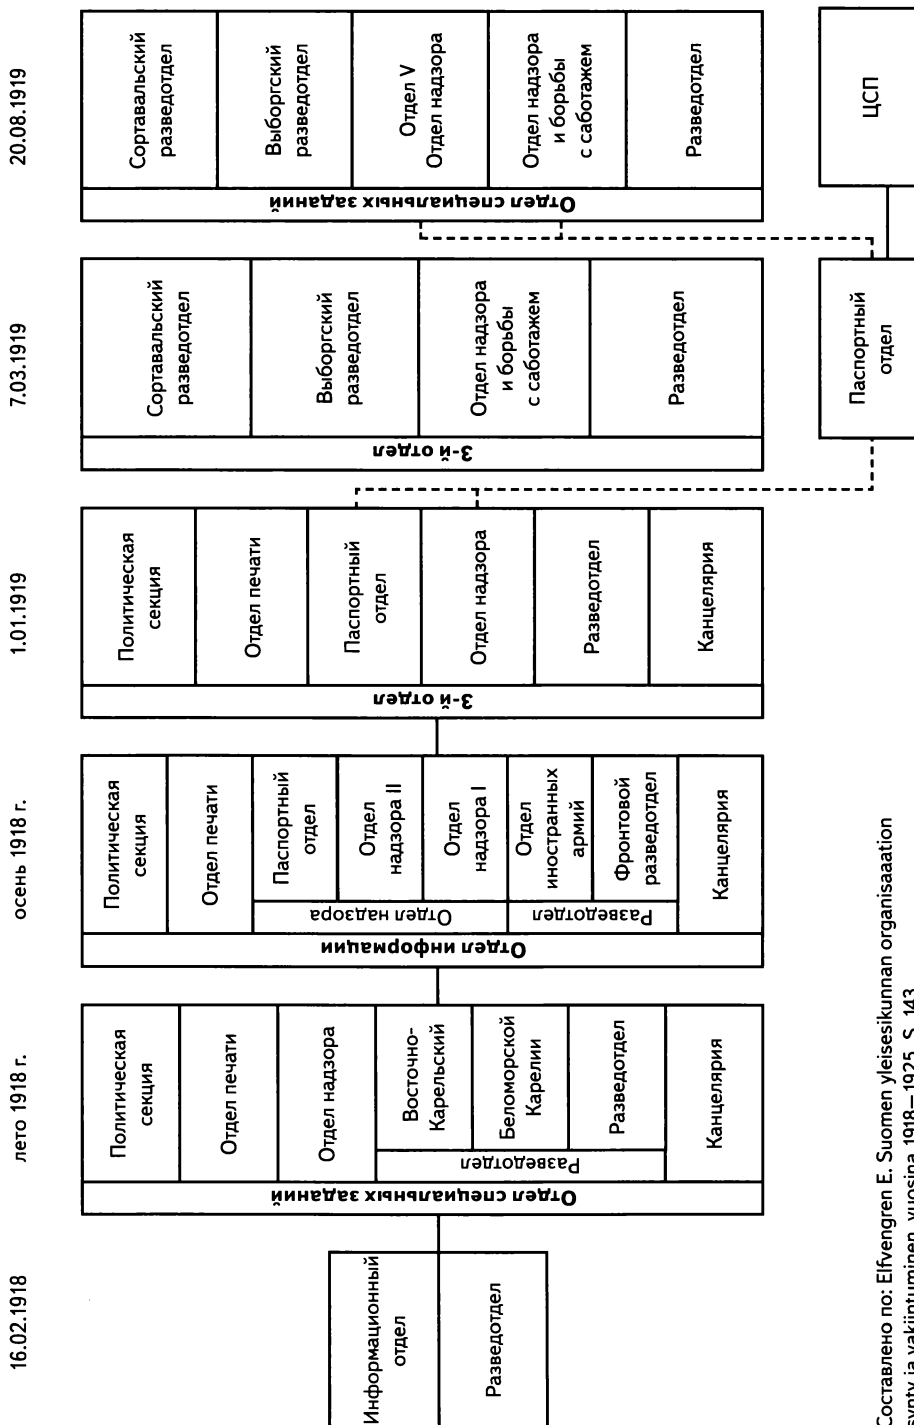 16.02.1918
Информационный
отдел
Разведотдел
лето 1918 г.
Политическая
секция
Отдел печати
Отдел надзора
Восточно-
Карельский
Беломорской
Карелии
Разведотдел
Разведотдел
Канцелярия
Отдел специальных заданий
осень 1918 г.
Политическая
секция
Отдел печати
Паспортный
отдел
Отдел
надзора II
Отдел
надзора I
Отдел надзора
Отдел
иностранных
армий
Фронтовой
разведотдел
Разведотдел
Канцелярия
Отдел информации
1.01.1919
Политическая
секция
Отдел печати
Паспортный
отдел
Отдел надзора
Разведотдел
Канцелярия
3-й отдел
7.03.1919
Сортавальский
разведотдел
Выборгский
разведотдел
Отдел надзора
и борьбы
с саботажем
Разведотдел
3-й отдел
Паспортный
отдел
20.08.1919
Сортавальский
разведотдел
Выборгский
разведотдел
Отдел V
Отдел надзора
Отдел надзора
и борьбы
с саботажем
Разведотдел
Отдел специальных заданий
ЦСП
Составлено по: Elfvengren E. Suomen yleisesikunnan organisaaation
synty ja vakiintuminen vuosina 1918–1925. S. 143.